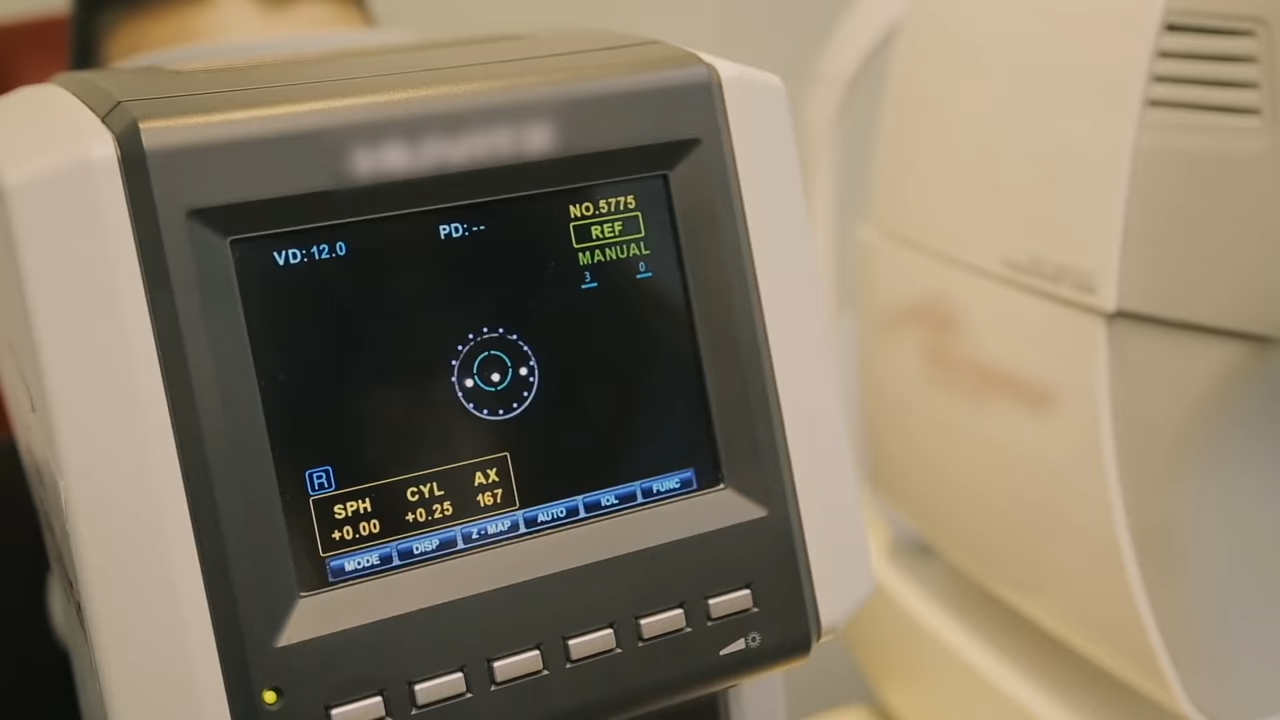 VD: 12.0
PD: --
NO.5775
REF
MANUAL
3 0
R
SPH CYL AX
+0.00 +0.25 167
MODE DISP Z-MAP AUTO IOL FUNC